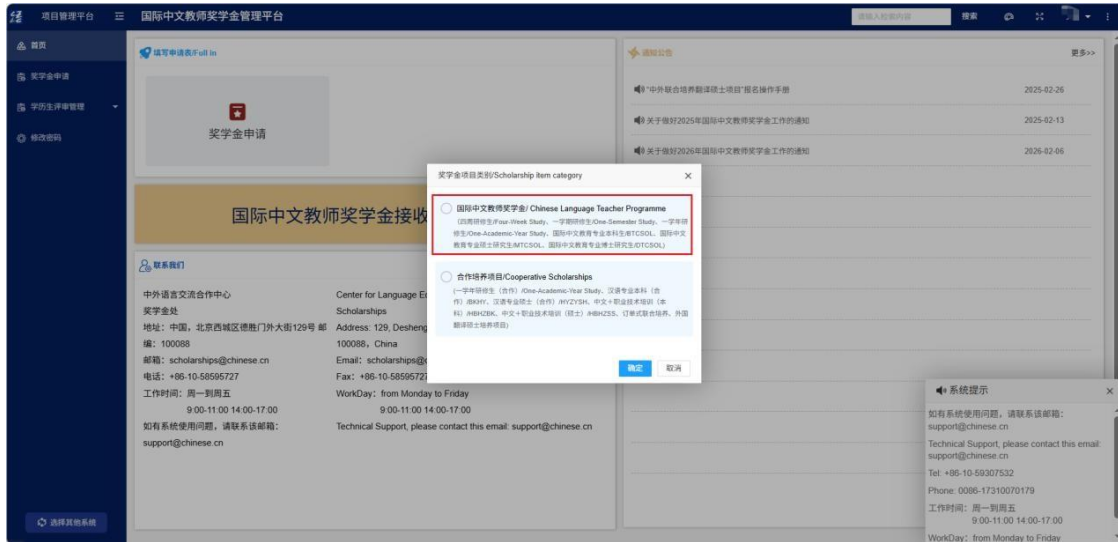 项目管理平台
国际中文教师奖学金管理平台
请输入检索内容
搜索
首页
奖学金申请
学历生评审管理
修改密码
选择其他系统
填写申请表/Full in
奖学金申请
国际中文教师奖学金接收
联系我们
中外语言交流合作中心
奖学金处
地址：中国，北京西城区德胜门外大街129号 邮
编：100088
邮箱：scholarships@chinese.cn
电话：+86-10-58595727
工作时间：周一到周五
9:00-11:00 14:00-17:00
如有系统使用问题，请联系该邮箱：
support@chinese.cn
Center for Language Ed
Scholarships
Address: 129, Desheng
100088，China
Email：scholarships@c
Fax：+86-10-58595727
WorkDay：from Monday to Friday
9:00-11:00 14:00-17:00
Technical Support, please contact this email: support@chinese.cn
通知公告
更多>>
"中外联合培养翻译硕士项目"报名操作手册 2025-02-26
关于做好2025年国际中文教师奖学金工作的通知 2025-02-13
关于做好2026年国际中文教师奖学金工作的通知 2026-02-06
奖学金项目类别/Scholarship item category
国际中文教师奖学金/ Chinese Language Teacher Programme
(四周研修生/Four-Week Study、一学期研修生/One-Semester Study、一学年研
修生/One-Academic-Year Study、国际中文教育专业本科生/BTCSOL、国际中文
教育专业硕士研究生/MTCSOL、国际中文教育专业博士研究生/DTCSOL)
合作培养项目/Cooperative Scholarships
(一学年研修生（合作）/One-Academic-Year Study、汉语专业本科（合
作）/BKHY、汉语专业硕士（合作）/HYZYSH、中文＋职业技术培训（本
科）/HBHZBK、中文＋职业技术培训（硕士）/HBHZSS、订单式联合培养、外国
翻译硕士培养项目)
确定
取消
系统提示
如有系统使用问题，请联系该邮箱：
support@chinese.cn
Technical Support, please contact this email:
support@chinese.cn
Tel: +86-10-59307532
Phone: 0086-17310070179
工作时间：周一到周五
9:00-11:00 14:00-17:00
WorkDay：from Monday to Friday